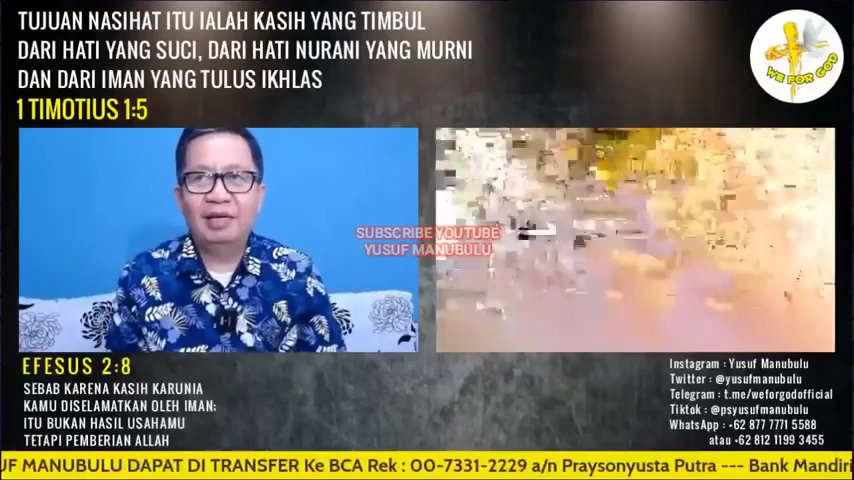 TUJUAN NASIHAT ITU IALAH KASIH YANG TIMBUL
DARI HATI YANG SUCI, DARI HATI NURANI YANG MURNI
DAN DARI IMAN YANG TULUS IKHLAS
1 TIMOTIUS 1:5
WE FOR GOD
SUBSCRIBE YOUTUBE
YUSUF MANUBULU
EFESUS 2:8
SEBAB KARENA KASIH KARUNIA
KAMU DISELAMATKAN OLEH IMAN;
ITU BUKAN HASIL USAHAMU
TETAPI PEMBERIAN ALLAH
Instagram : Yusuf Manubulu
Twitter : @yusufmanubulu
Telegram : t.me/weforgodofficial
Tiktok : @psyusufmanubulu
WhatsApp : +62 877 7771 5588
atau +62 812 1199 3455
UF MANUBULU DAPAT DI TRANSFER Ke BCA Rek : 00-7331-2229 a/n Praysonyusta Putra --- Bank Mandiri